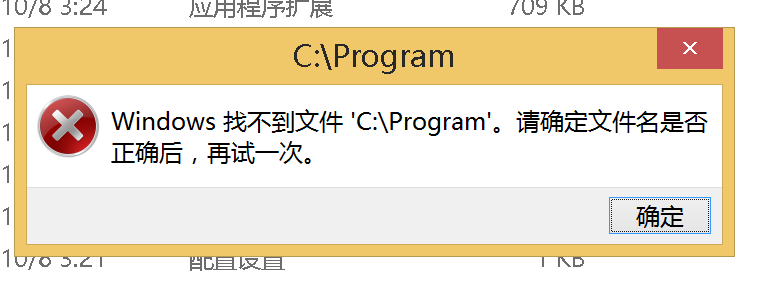 10/8 3:24 应用程序扩展 709 KB
C:\Program
Windows 找不到文件 'C:\Program'。请确定文件名是否
正确后，再试一次。
确定
10/8 3:21 配置设置 1 KB